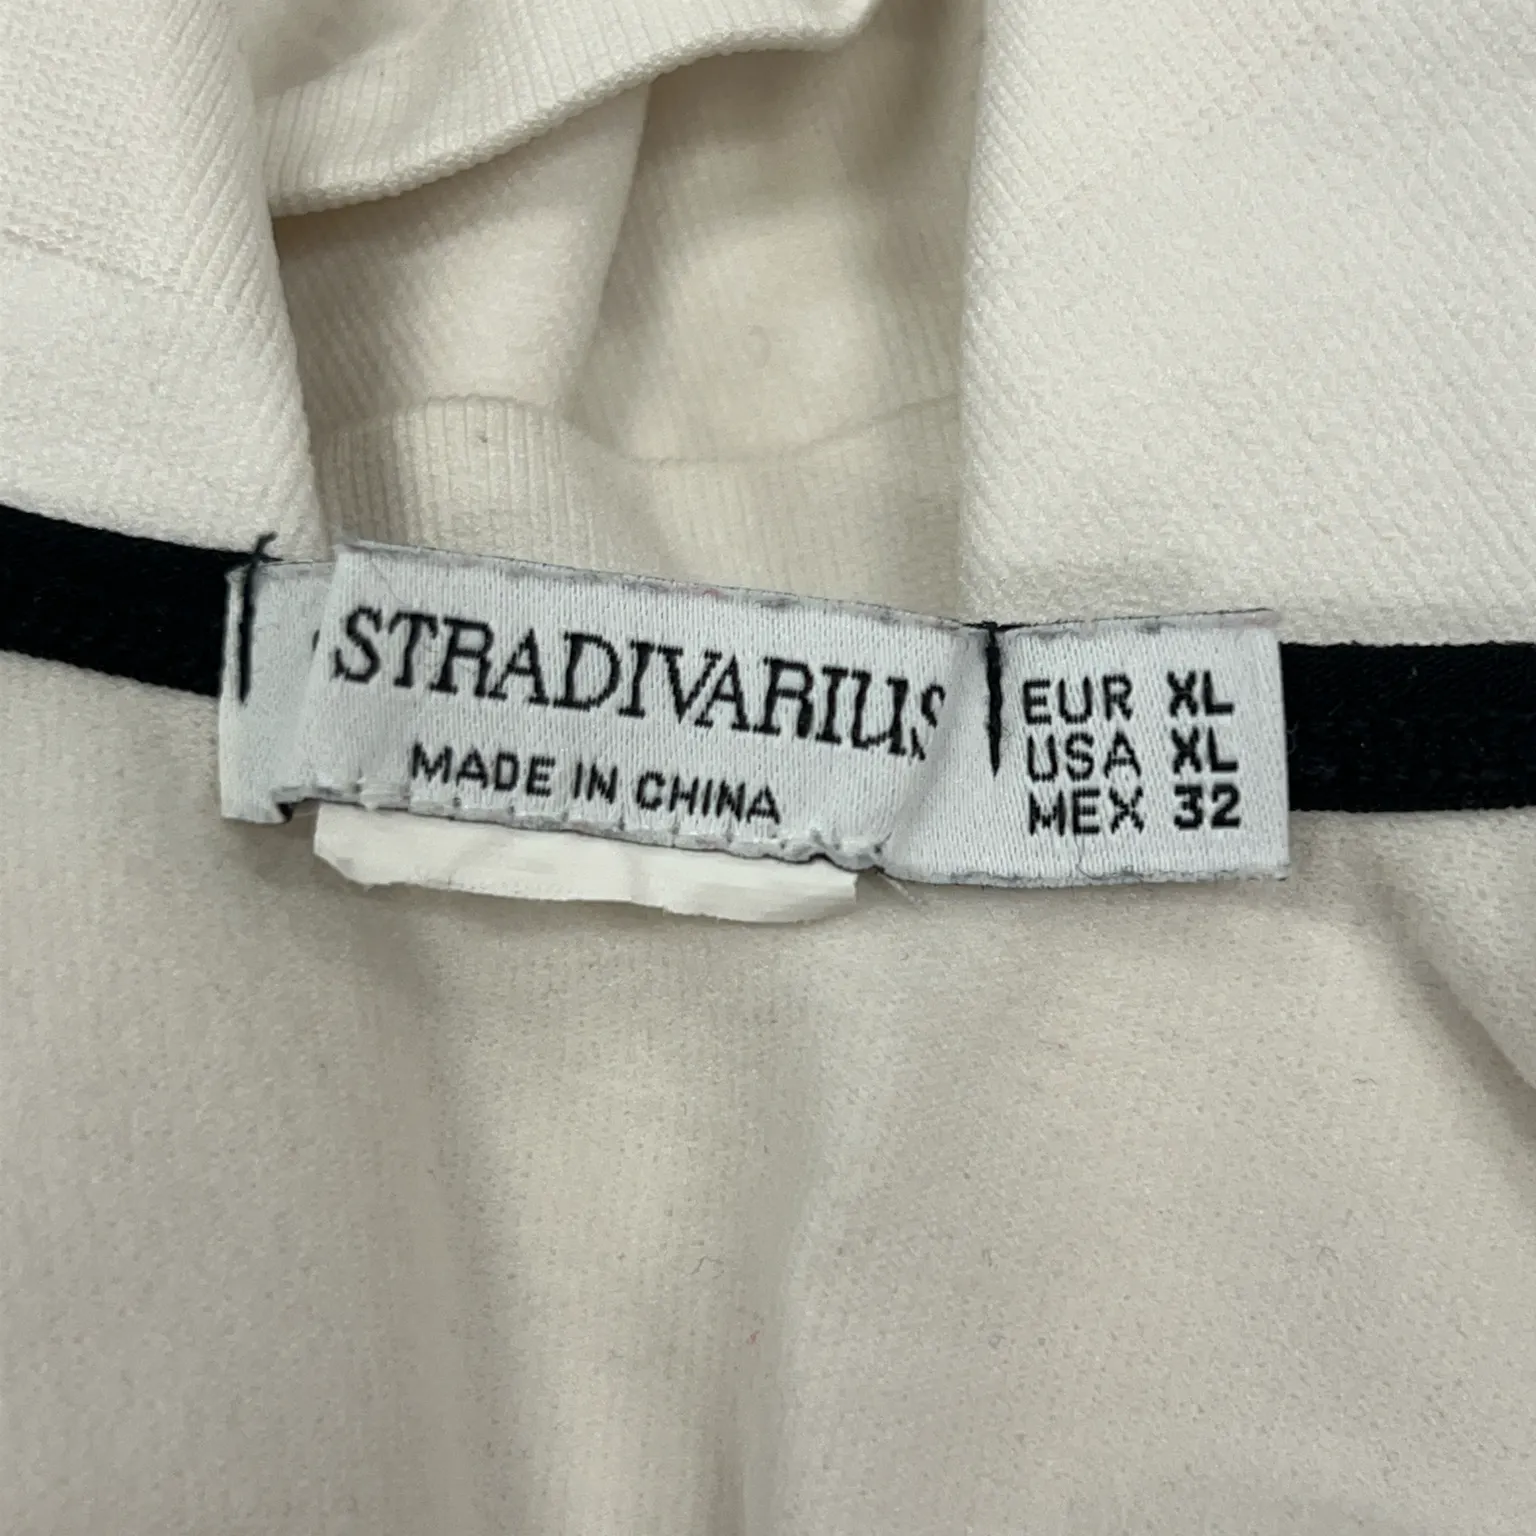 STRADIVARIUS
MADE IN CHINA
EUR XL
USA XL
MEX 32